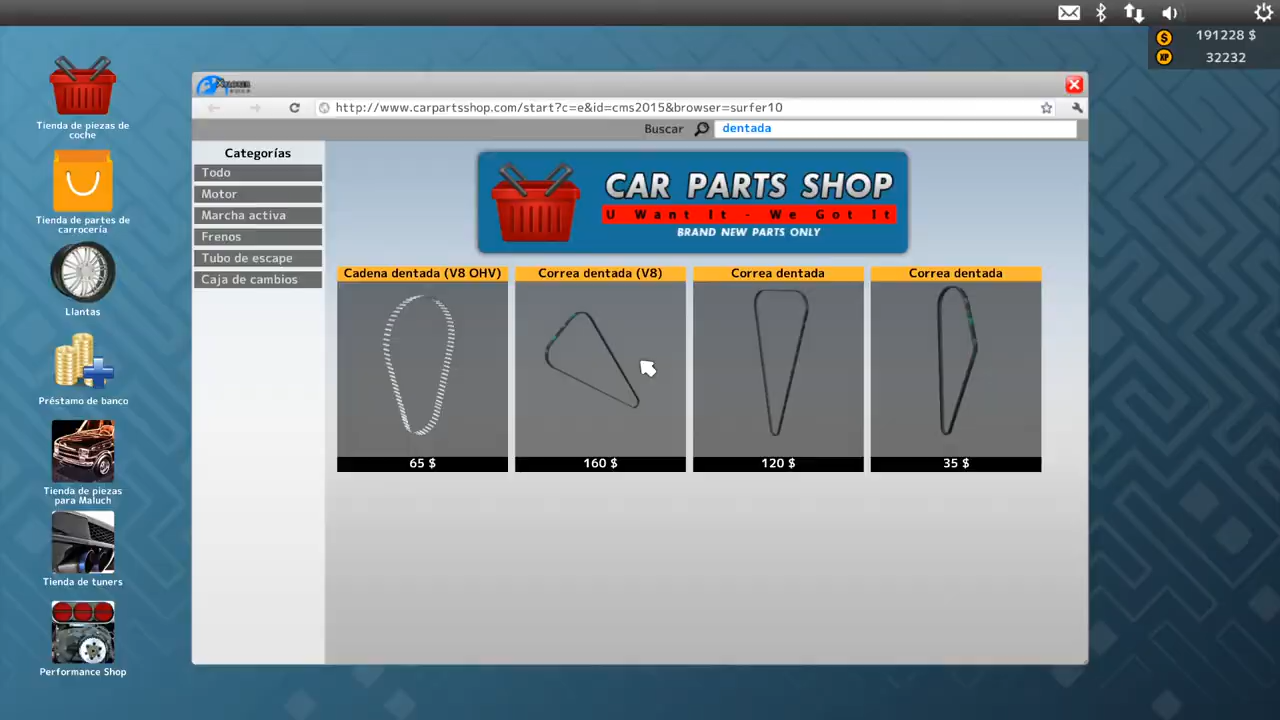 191228 $
32232
Tienda de piezas de
coche
Tienda de partes de
carrocería
Llantas
Préstamo de banco
Tienda de piezas
para Maluch
Tienda de tuners
Performance Shop
http://www.carpartsshop.com/start?c=e&id=cms2015&browser=surfer10
Buscar
dentada
Categorías
Todo
Motor
Marcha activa
Frenos
Tubo de escape
Caja de cambios
CAR PARTS SHOP
U Want It - We Got It
BRAND NEW PARTS ONLY
Cadena dentada (V8 OHV)
Correa dentada (V8)
Correa dentada
Correa dentada
65 $
160 $
120 $
35 $